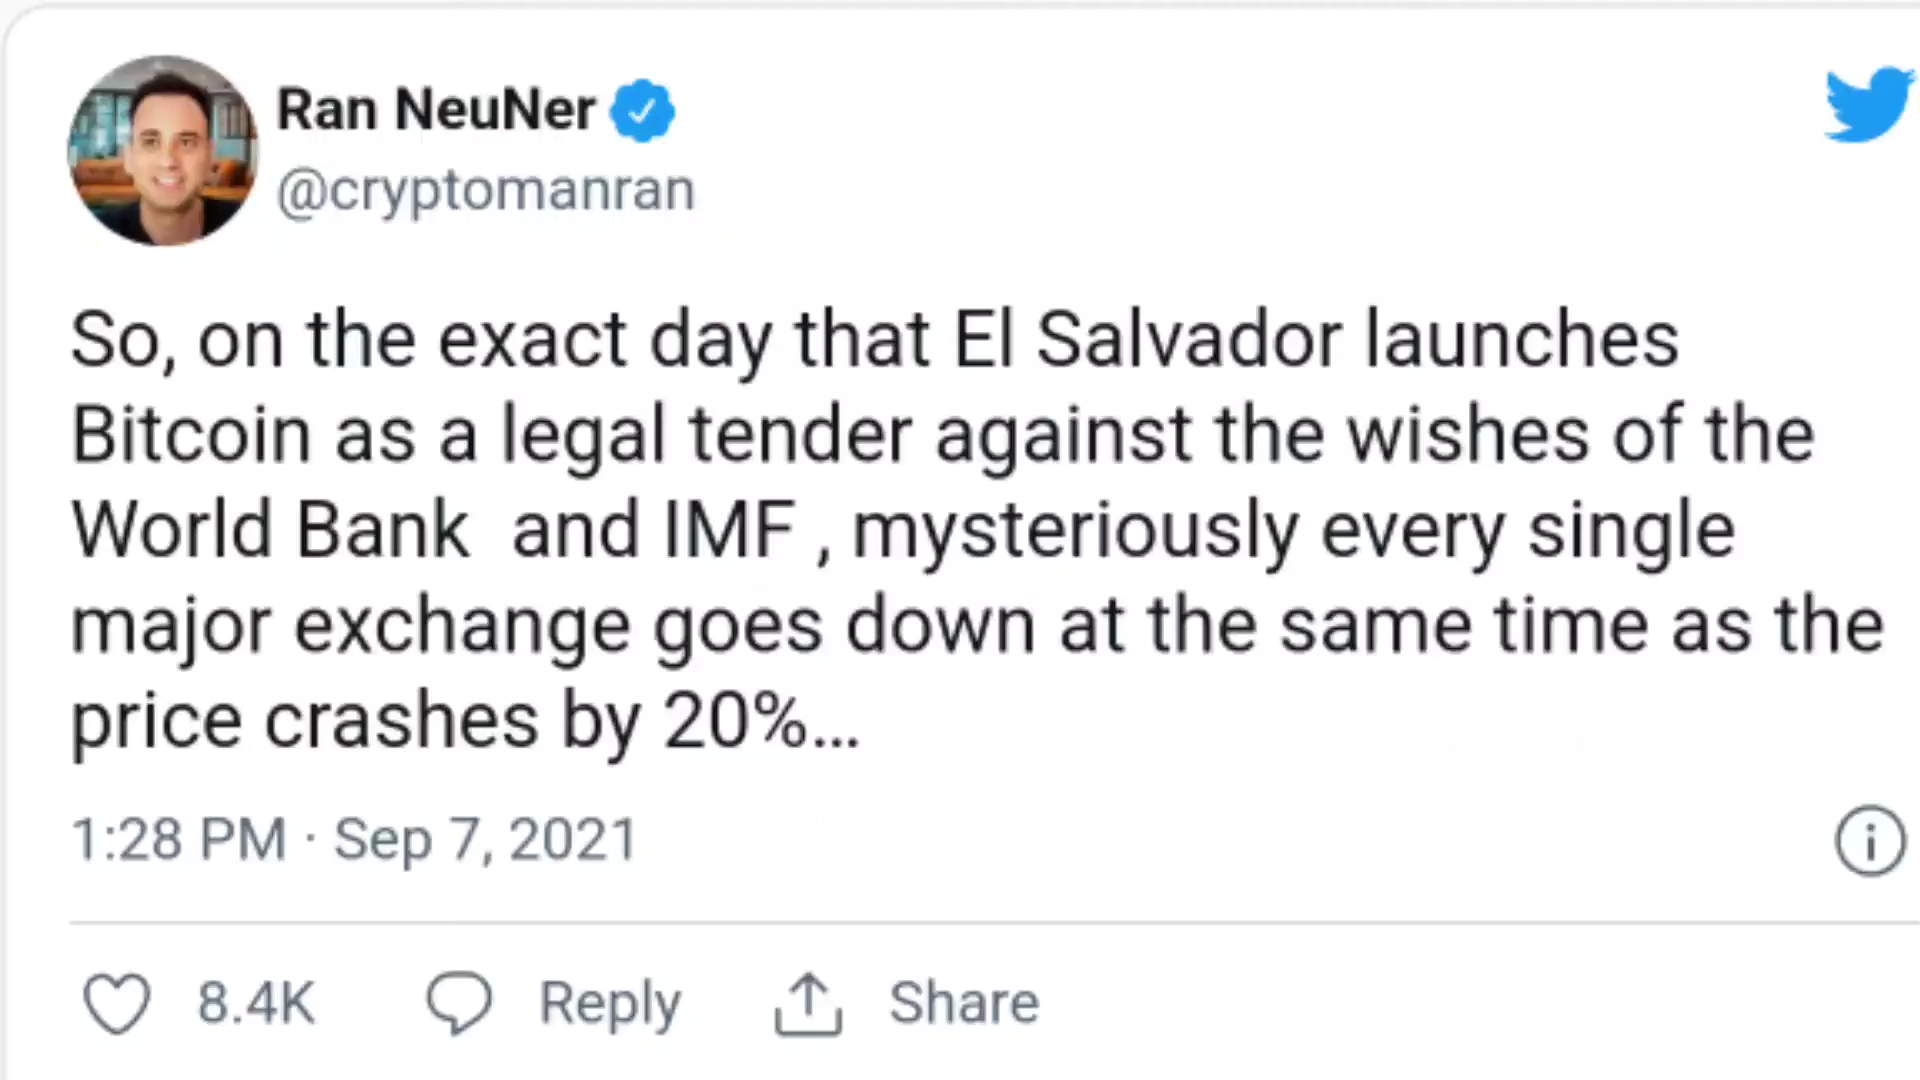 Ran NeuNer
@cryptomanran
So, on the exact day that El Salvador launches
Bitcoin as a legal tender against the wishes of the
World Bank  and IMF , mysteriously every single
major exchange goes down at the same time as the
price crashes by 20%...
1:28 PM · Sep 7, 2021
8.4K Reply Share